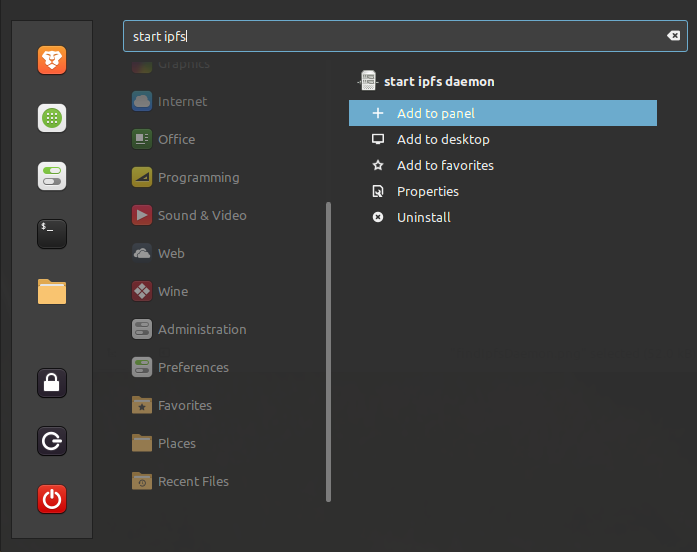 start ipfs
Graphics
Internet
Office
Programming
Sound & Video
Web
Wine
Administration
Preferences
Favorites
Places
Recent Files
start ipfs daemon
Add to panel
Add to desktop
Add to favorites
Properties
Uninstall
$_